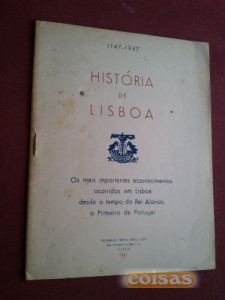 1147-1947
HISTÓRIA
DE
LISBOA
Os mais importantes acontecimentos
ocorridos em Lisboa
desde o tempo do Rei Afonso,
o Primeiro de Portugal
coisas